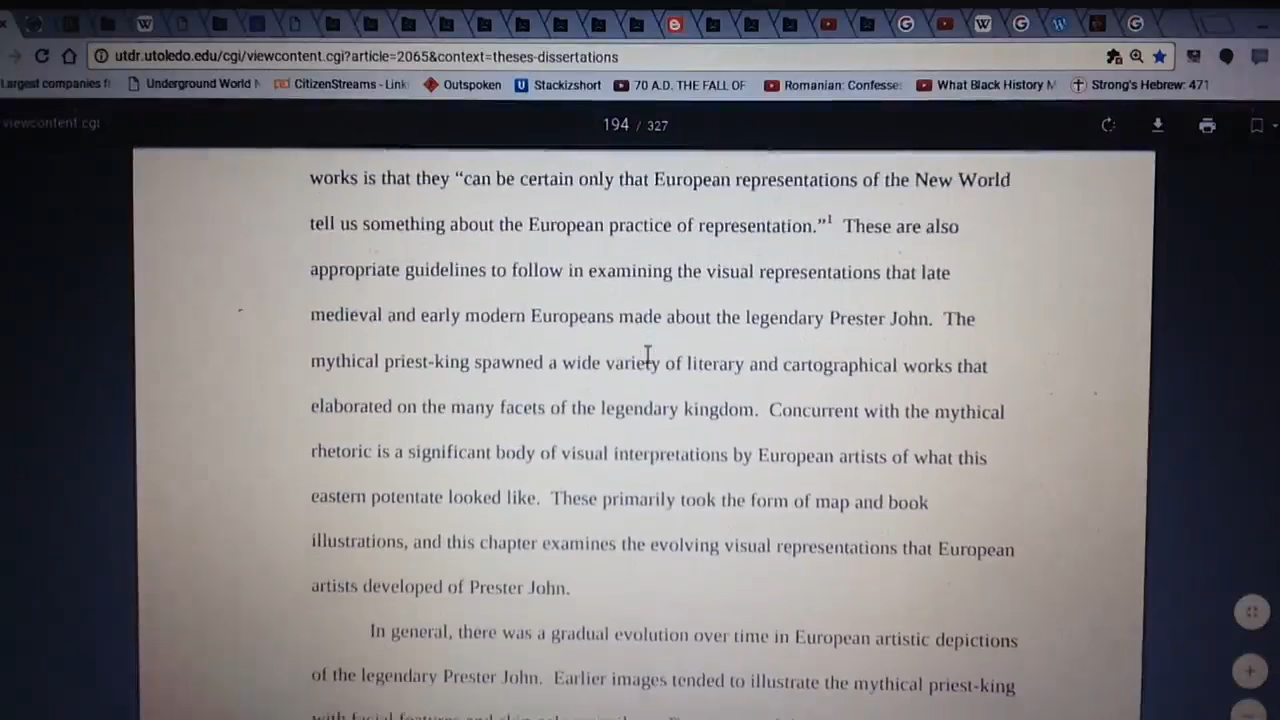 utdr.utoledo.edu/cgi/viewcontent.cgi?article=2065&context=theses-dissertations
Largest companies Underground World CitizenStreams - Link Outspoken Stackizshort 70 A.D. THE FALL OF Romanian: Confesse: What Black History Strong's Hebrew: 471
viewcontent.cgi 194 / 327
works is that they “can be certain only that European representations of the New World
tell us something about the European practice of representation.”1 These are also
appropriate guidelines to follow in examining the visual representations that late
medieval and early modern Europeans made about the legendary Prester John. The
mythical priest-king spawned a wide variety of literary and cartographical works that
elaborated on the many facets of the legendary kingdom. Concurrent with the mythical
rhetoric is a significant body of visual interpretations by European artists of what this
eastern potentate looked like. These primarily took the form of map and book
illustrations, and this chapter examines the evolving visual representations that European
artists developed of Prester John.
In general, there was a gradual evolution over time in European artistic depictions
of the legendary Prester John. Earlier images tended to illustrate the mythical priest-king